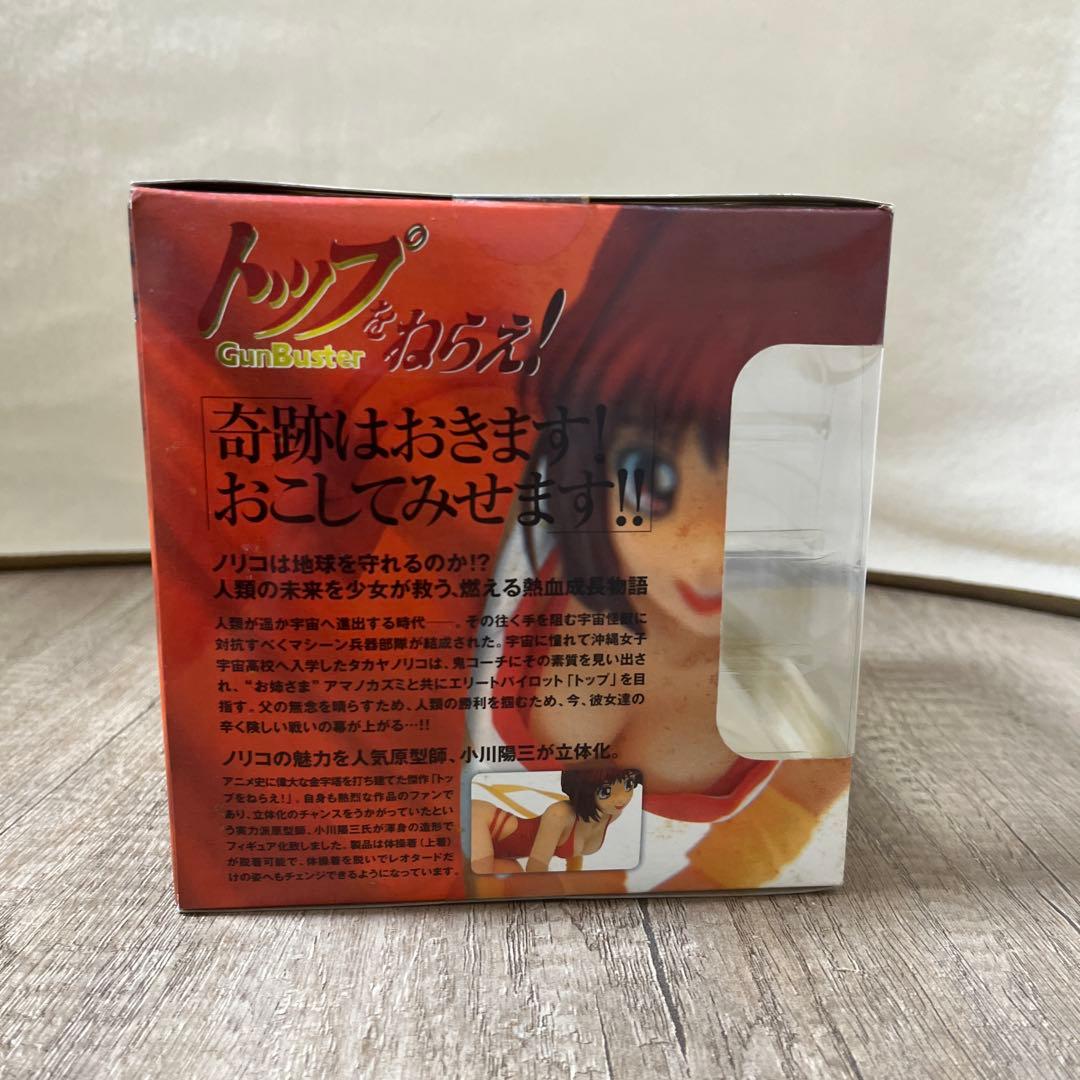 トップをねらえ!
GunBuster
奇跡はおきます!
おこしてみせます!!
ノリコは地球を守れるのか!?
人類の未来を少女が救う、燃える熱血成長物語
人類が遥か宇宙へ進出する時代──。その往く手を阻む宇宙怪獣に
対抗すべくマシーン兵器部隊が結成された。宇宙に憧れて沖縄女子
宇宙高校へ入学したタカヤノリコは、鬼コーチにその素質を見い出さ
れ、“お姉さま”アマノカズミと共にエリートパイロット「トップ」を目
指す。父の無念を晴らすため、人類の勝利を掴むため、今、彼女達の
辛く険しい戦いの幕が上がる…!!
ノリコの魅力を人気原型師、小川陽三が立体化。
アニメ史に偉大な金字塔を打ち建てた傑作「トッ
プをねらえ!」。自身も熱烈な作品のファンで
あり、立体化のチャンスをうかがっていたとい
う実力派原型師、小川陽三氏が渾身の造形で
フィギュア化致しました。製品は体操着(上着)
が脱着可能で、体操着を脱いでレオタードだ
けの姿へもチェンジできるようになっています。